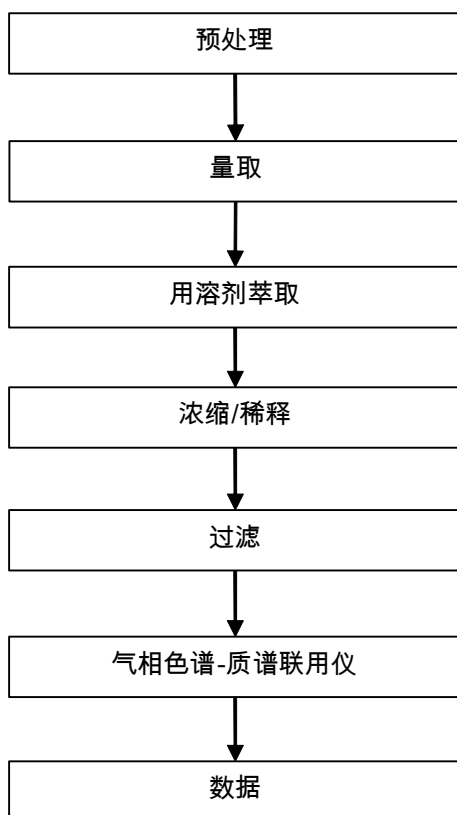 预处理
量取
用溶剂萃取
浓缩/稀释
过滤
气相色谱-质谱联用仪
数据